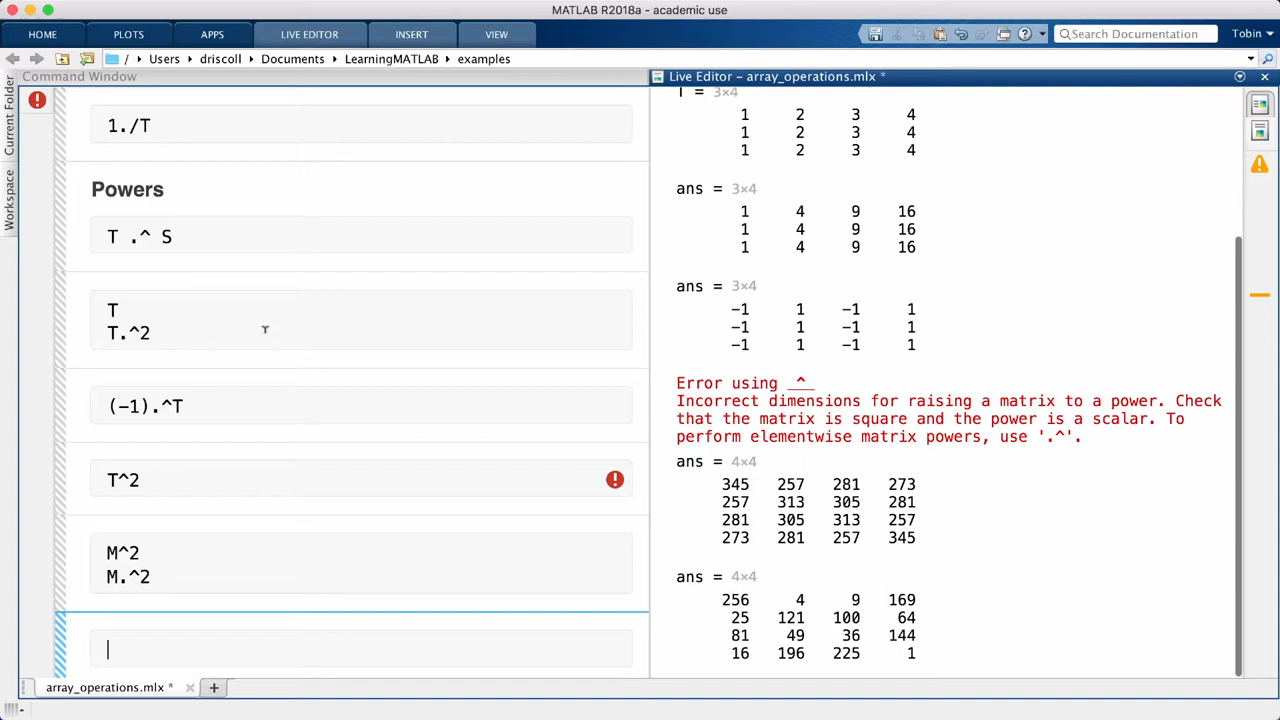 MATLAB R2018a - academic use
HOME PLOTS APPS LIVE EDITOR INSERT VIEW Search Documentation Tobin
/ Users driscoll Documents LearningMATLAB examples
Current Folder
Workspace
Command Window
1./T
Powers
T .^ S
T
T.^2
(-1).^T
T^2
M^2
M.^2
array_operations.mlx *
Live Editor – array_operations.mlx *
T = 3×4
1 2 3 4
1 2 3 4
1 2 3 4
ans = 3×4
1 4 9 16
1 4 9 16
1 4 9 16
ans = 3×4
-1 1 -1 1
-1 1 -1 1
-1 1 -1 1
Error using ^
Incorrect dimensions for raising a matrix to a power. Check
that the matrix is square and the power is a scalar. To
perform elementwise matrix powers, use '.^'.
ans = 4×4
345 257 281 273
257 313 305 281
281 305 313 257
273 281 257 345
ans = 4×4
256 4 9 169
25 121 100 64
81 49 36 144
16 196 225 1